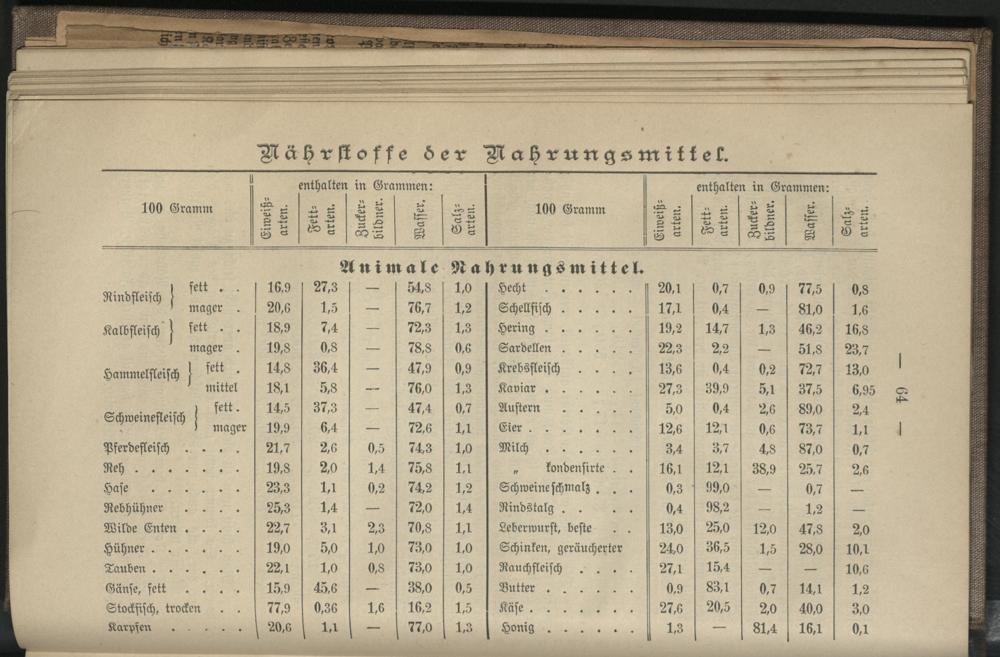 Nährstoffe der Nahrungsmittel.
100 Gramm | enthalten in Grammen: | 100 Gramm | enthalten in Grammen:
Eiweiß-arten. | Fett-arten. | Zucker-bildner. | Wasser. | Salz-arten. | Eiweiß-arten. | Fett-arten. | Zucker-bildner. | Wasser. | Salz-arten.
Animale Nahrungsmittel.
Rindfleisch } fett . . 16,9 27,3 — 54,8 1,0 | Hecht . . . . . . 20,1 0,7 0,9 77,5 0,8
mager . 20,6 1,5 — 76,7 1,2 | Schellfisch . . . . . 17,1 0,4 — 81,0 1,6
Kalbfleisch } fett . . 18,9 7,4 — 72,3 1,3 | Hering . . . . . . 19,2 14,7 1,3 46,2 16,8
mager . 19,8 0,8 — 78,8 0,6 | Sardellen . . . . . 22,3 2,2 — 51,8 23,7
Hammelfleisch } fett . 14,8 36,4 — 47,9 0,9 | Krebsfleisch . . . . 13,6 0,4 0,2 72,7 13,0
mittel 18,1 5,8 — 76,0 1,3 | Kaviar . . . . . . 27,3 39,9 5,1 37,5 6,95
Schweinefleisch } fett . 14,5 37,3 — 47,4 0,7 | Austern . . . . . 5,0 0,4 2,6 89,0 2,4
mager 19,9 6,4 — 72,6 1,1 | Eier . . . . . . . 12,6 12,1 0,6 73,7 1,1
Pferdefleisch . . . . 21,7 2,6 0,5 74,3 1,0 | Milch . . . . . . 3,4 3,7 4,8 87,0 0,7
Reh . . . . . . . 19,8 2,0 1,4 75,8 1,1 | „ kondensirte . . 16,1 12,1 38,9 25,7 2,6
Hase . . . . . . 23,3 1,1 0,2 74,2 1,2 | Schweineschmalz . . . 0,3 99,0 — 0,7 —
Rebhühner . . . . 25,3 1,4 — 72,0 1,4 | Rindstalg . . . . . 0,4 98,2 — 1,2 —
Wilde Enten . . . . 22,7 3,1 2,3 70,8 1,1 | Leberwurst, beste . . 13,0 25,0 12,0 47,8 2,0
Hühner . . . . . . 19,0 5,0 1,0 73,0 1,0 | Schinken, geräucherter 24,0 36,5 1,5 28,0 10,1
Tauben . . . . . . 22,1 1,0 0,8 73,0 1,0 | Rauchfleisch . . . . 27,1 15,4 — — 10,6
Gänse, fett . . . . 15,9 45,6 — 38,0 0,5 | Butter . . . . . . 0,9 83,1 0,7 14,1 1,2
Stockfisch, trocken . . 77,9 0,36 1,6 16,2 1,5 | Käse . . . . . . . 27,6 20,5 2,0 40,0 3,0
Karpfen . . . . . 20,6 1,1 — 77,0 1,3 | Honig . . . . . . 1,3 — 81,4 16,1 0,1
— 64 —